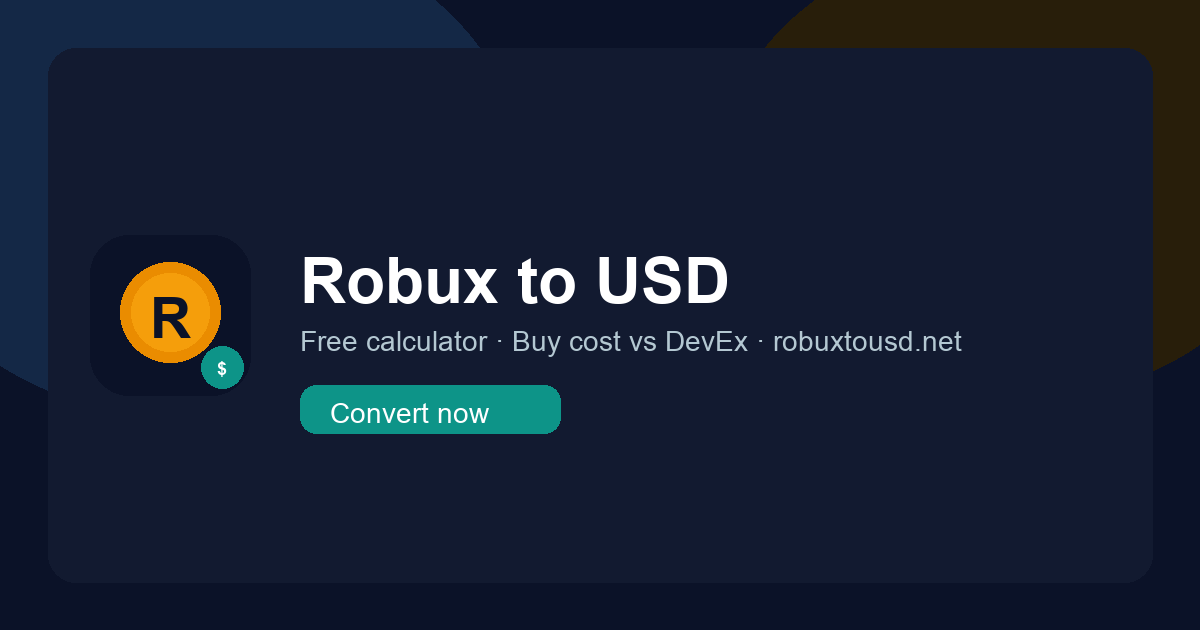 R
$
Robux to USD
Free calculator · Buy cost vs DevEx · robuxtousd.net
Convert now